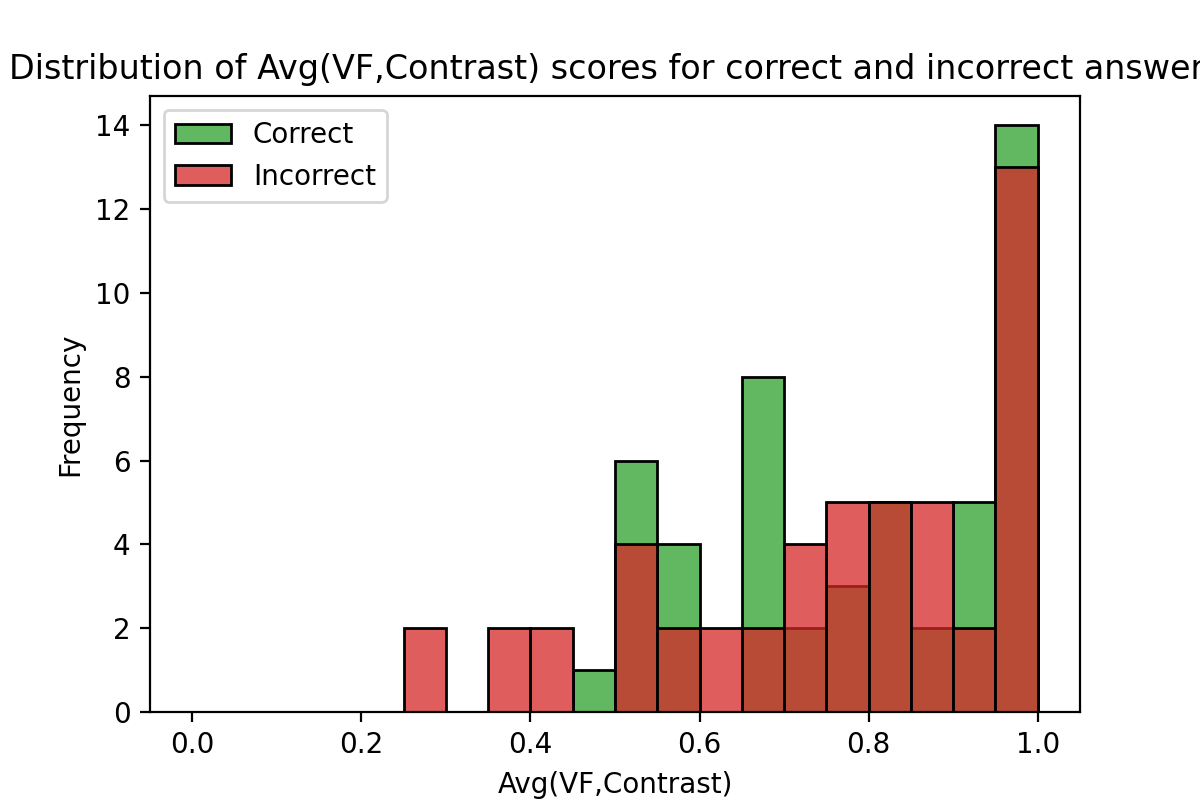 Distribution of Avg(VF,Contrast) scores for correct and incorrect answer
Correct
Incorrect
14
12
10
8
6
4
2
0
Frequency
0.0 0.2 0.4 0.6 0.8 1.0
Avg(VF,Contrast)